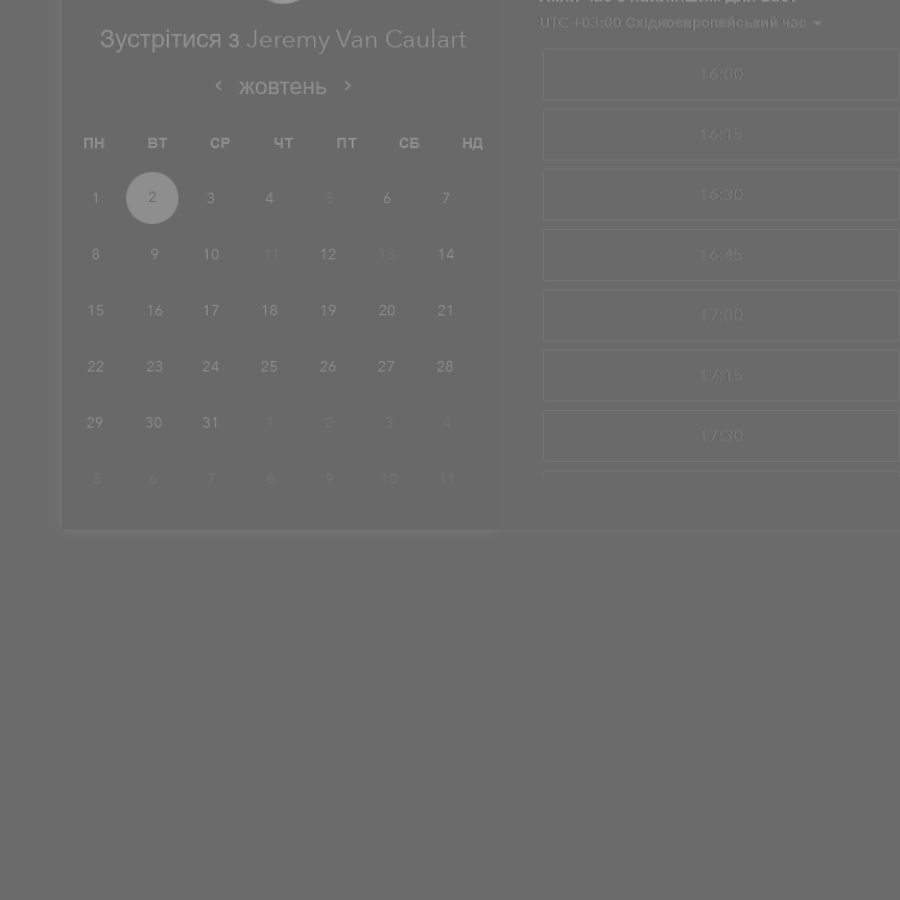 Зустрітися з Jeremy Van Caulart
< жовтень >
ПН ВТ СР ЧТ ПТ СБ НД
1 2 3 4 5 6 7
8 9 10 11 12 13 14
15 16 17 18 19 20 21
22 23 24 25 26 27 28
29 30 31 1 2 3 4
5 6 7 8 9 10 11
UTC +03:00 Східноєвропейський час
16:00
16:15
16:30
16:45
17:00
17:15
17:30